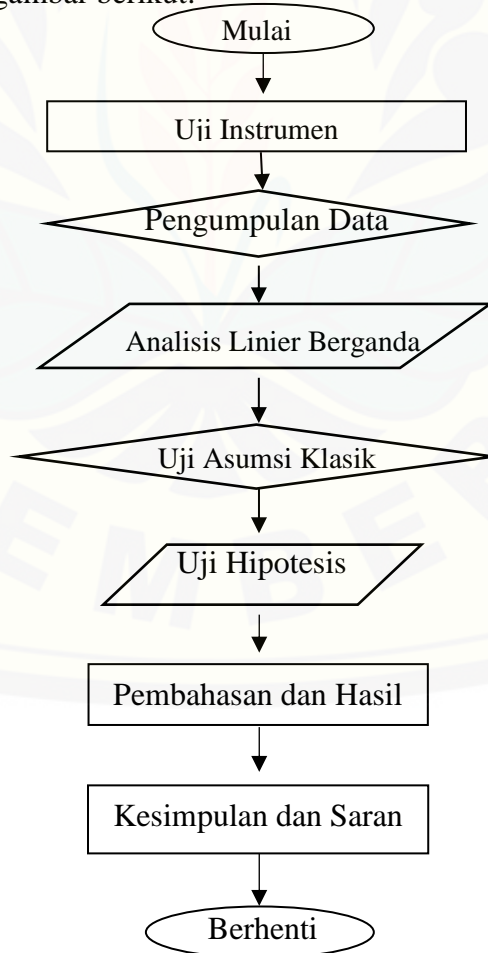 gambar berikut:
Mulai
Uji Instrumen
Pengumpulan Data
Analisis Linier Berganda
Uji Asumsi Klasik
Uji Hipotesis
Pembahasan dan Hasil
Kesimpulan dan Saran
Berhenti